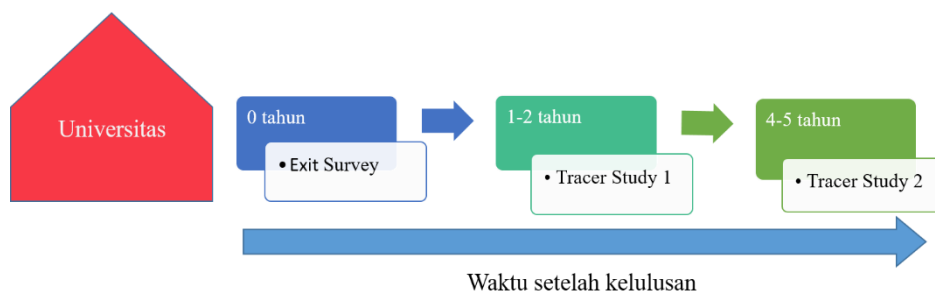 Universitas
0 tahun
• Exit Survey
1-2 tahun
• Tracer Study 1
4-5 tahun
• Tracer Study 2
Waktu setelah kelulusan